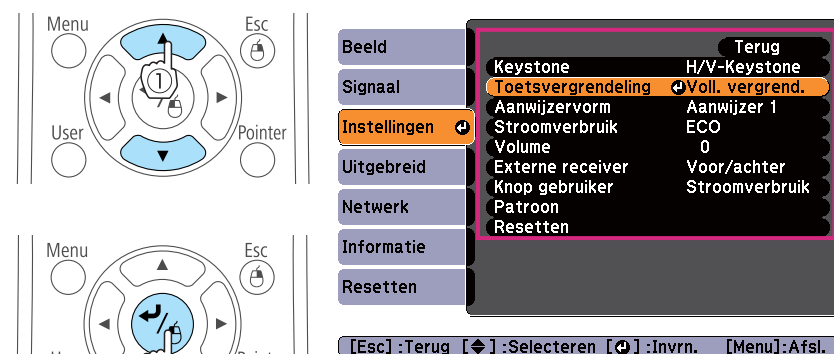 Menu
Esc
1
User
Pointer
Menu
Esc
Beeld
Signaal
Instellingen
Uitgebreid
Netwerk
Informatie
Resetten
Terug
Keystone H/V-Keystone
Toetsvergrendeling Voll. vergrend.
Aanwijzervorm Aanwijzer 1
Stroomverbruik ECO
Volume 0
Externe receiver Voor/achter
Knop gebruiker Stroomverbruik
Patroon
Resetten
[Esc] :Terug [◆] :Selecteren [↵] :Invrn. [Menu]:Afsl.